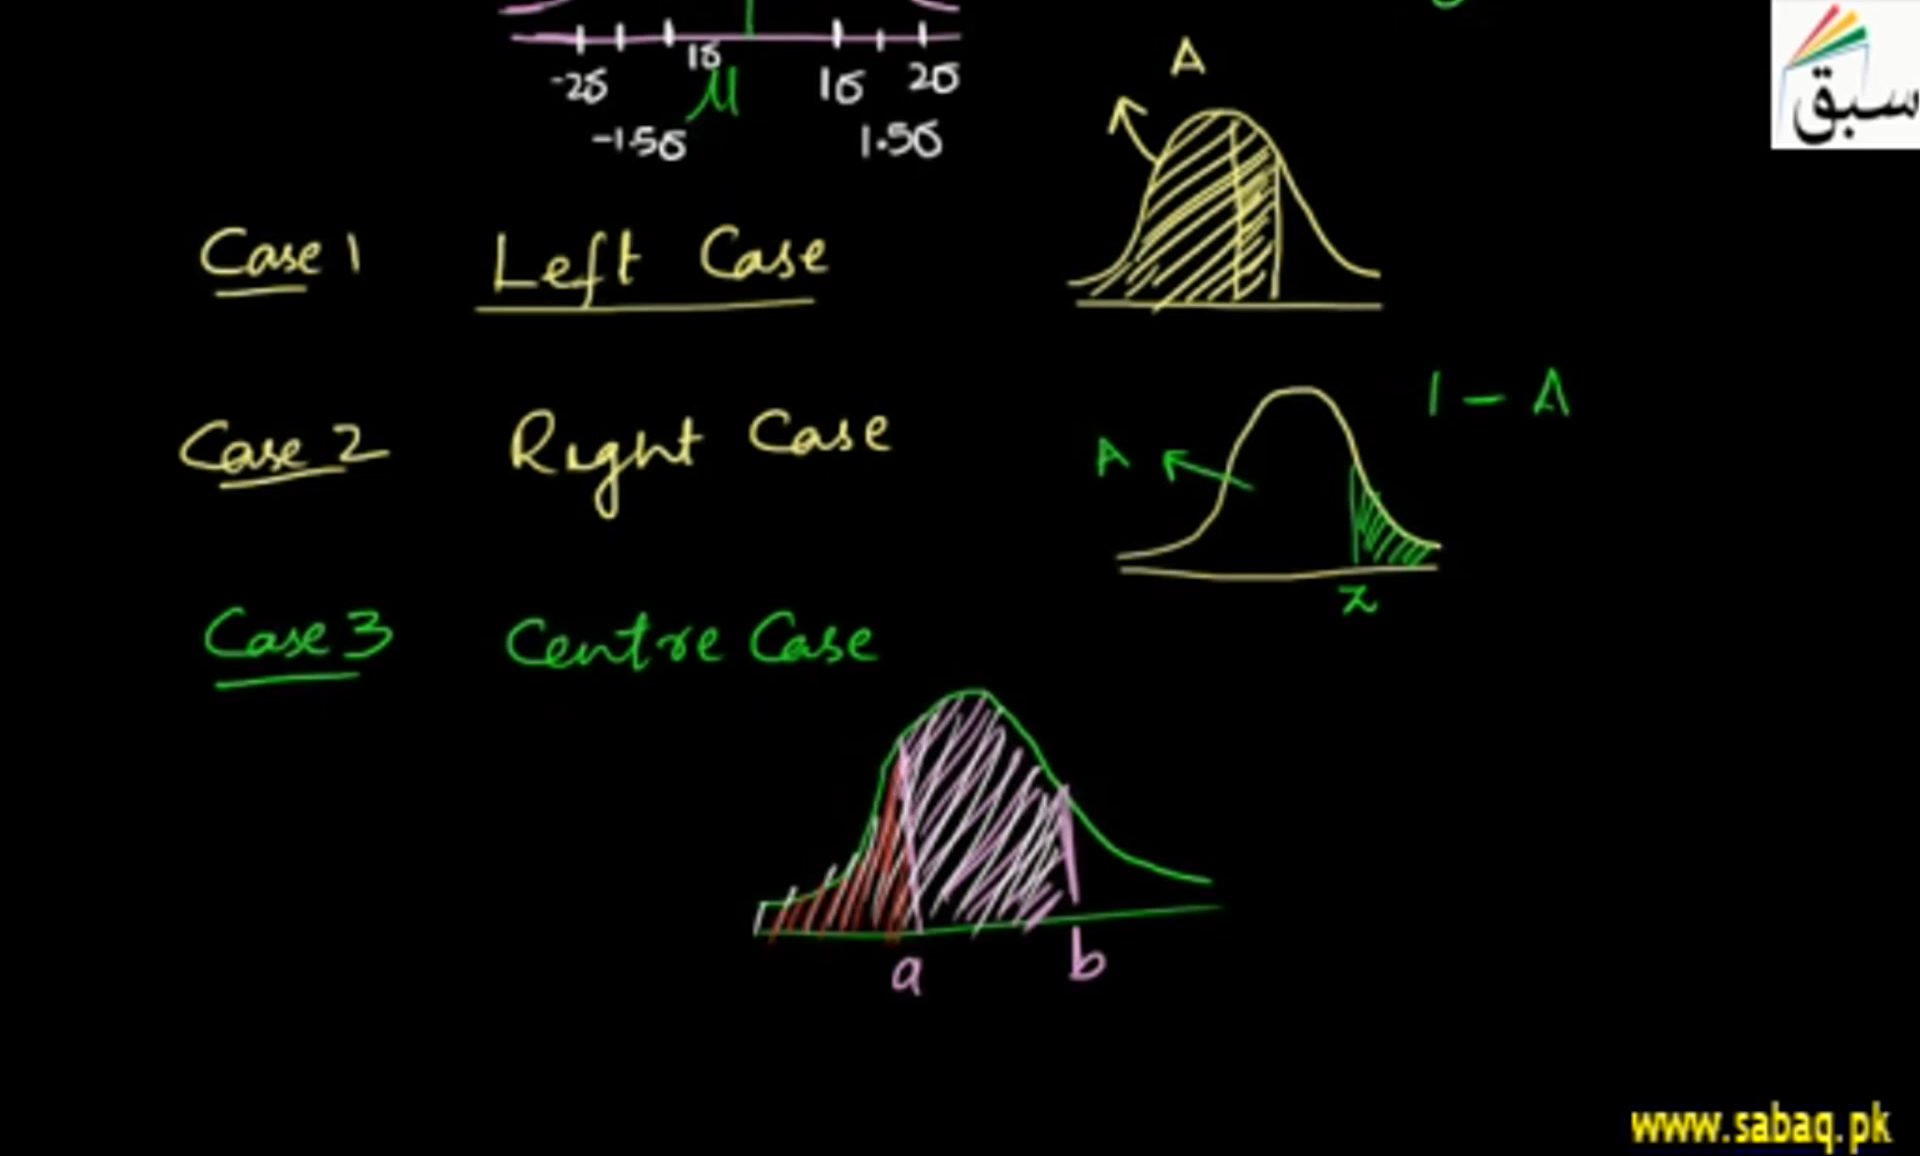 -2σ 1σ μ 1σ 2σ
-1.5σ 1.5σ
A
سبق
Case 1 Left Case
Case 2 Right Case
A 1 - A
z
Case 3 Centre Case
a b
www.sabaq.pk